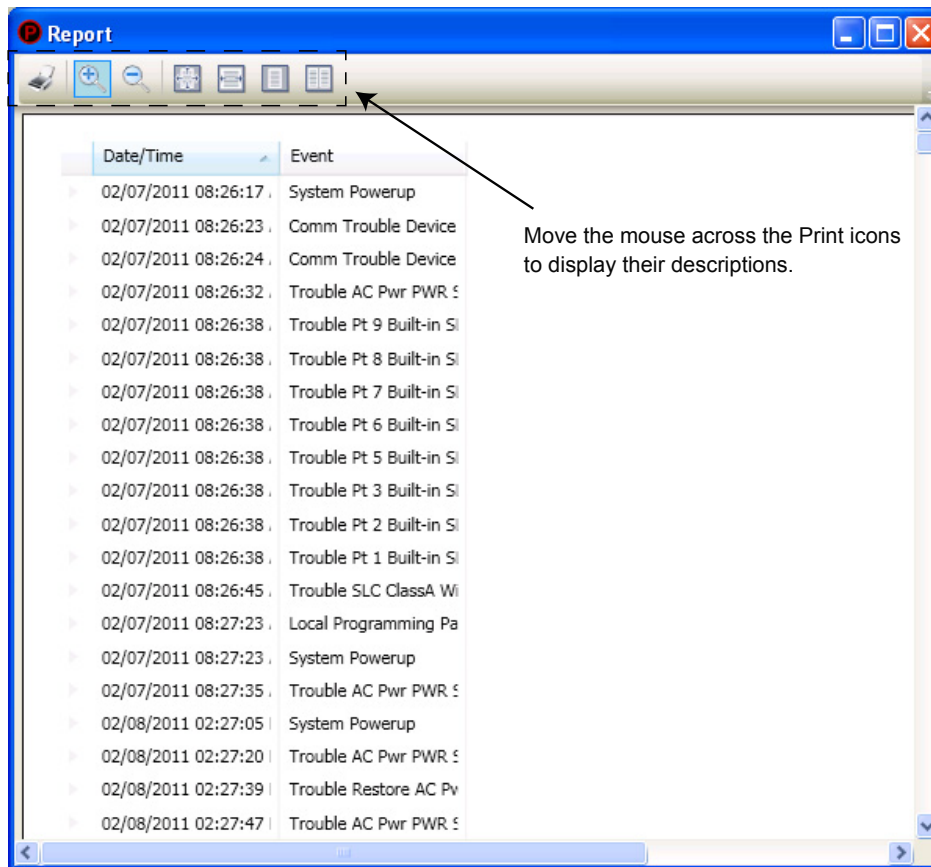 Report
Date/Time Event
02/07/2011 08:26:17 System Powerup
02/07/2011 08:26:23 Comm Trouble Device
02/07/2011 08:26:24 Comm Trouble Device
02/07/2011 08:26:32 Trouble AC Pwr PWR
02/07/2011 08:26:38 Trouble Pt 9 Built-in
02/07/2011 08:26:38 Trouble Pt 8 Built-in
02/07/2011 08:26:38 Trouble Pt 7 Built-in
02/07/2011 08:26:38 Trouble Pt 6 Built-in
02/07/2011 08:26:38 Trouble Pt 5 Built-in
02/07/2011 08:26:38 Trouble Pt 3 Built-in
02/07/2011 08:26:38 Trouble Pt 2 Built-in
02/07/2011 08:26:38 Trouble Pt 1 Built-in
02/07/2011 08:26:45 Trouble SLC ClassA Wi
02/07/2011 08:27:23 Local Programming Pa
02/07/2011 08:27:23 System Powerup
02/07/2011 08:27:35 Trouble AC Pwr PWR
02/08/2011 02:27:05 System Powerup
02/08/2011 02:27:20 Trouble AC Pwr PWR
02/08/2011 02:27:39 Trouble Restore AC
02/08/2011 02:27:47 Trouble AC Pwr PWR
Move the mouse across the Print icons
to display their descriptions.